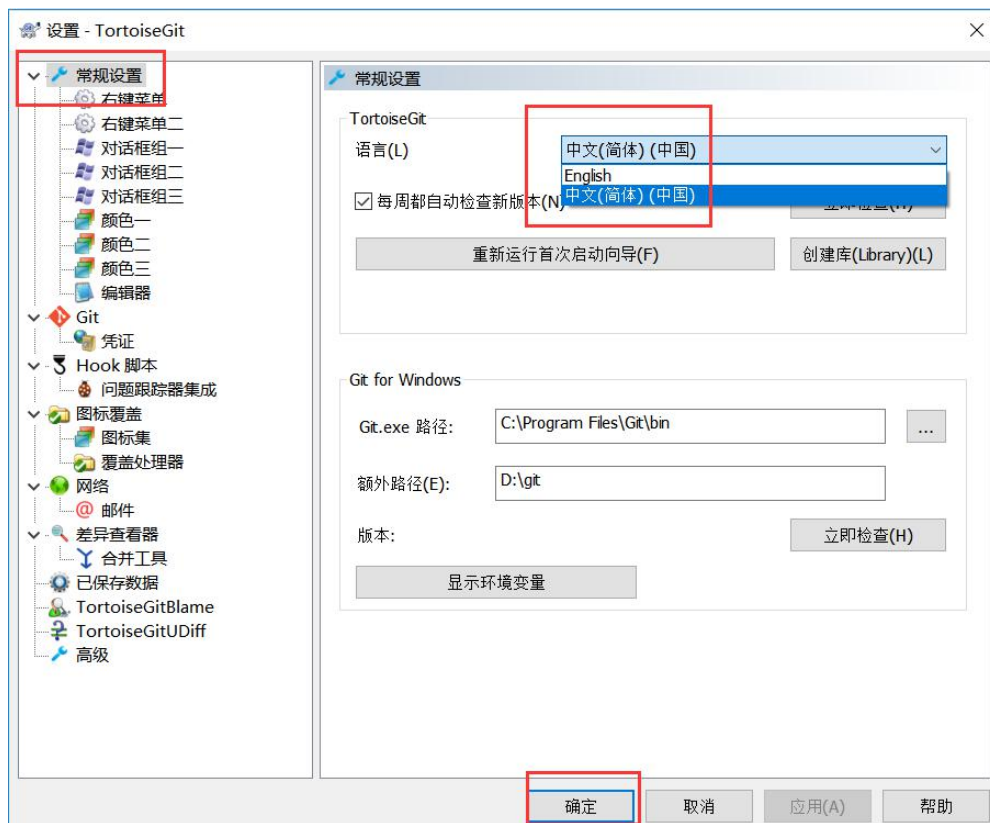 设置 - TortoiseGit
常规设置
右键菜单
右键菜单二
对话框组一
对话框组二
对话框组三
颜色一
颜色二
颜色三
编辑器
Git
凭证
Hook 脚本
问题跟踪器集成
图标覆盖
图标集
覆盖处理器
网络
邮件
差异查看器
合并工具
已保存数据
TortoiseGitBlame
TortoiseGitUDiff
高级
常规设置
TortoiseGit
语言(L)
中文(简体) (中国)
English
中文(简体) (中国)
每周都自动检查新版本(N)
重新运行首次启动向导(F)
创建库(Library)(L)
Git for Windows
Git.exe 路径:
C:\Program Files\Git\bin
...
额外路径(E):
D:\git
版本:
立即检查(H)
显示环境变量
确定
取消
应用(A)
帮助